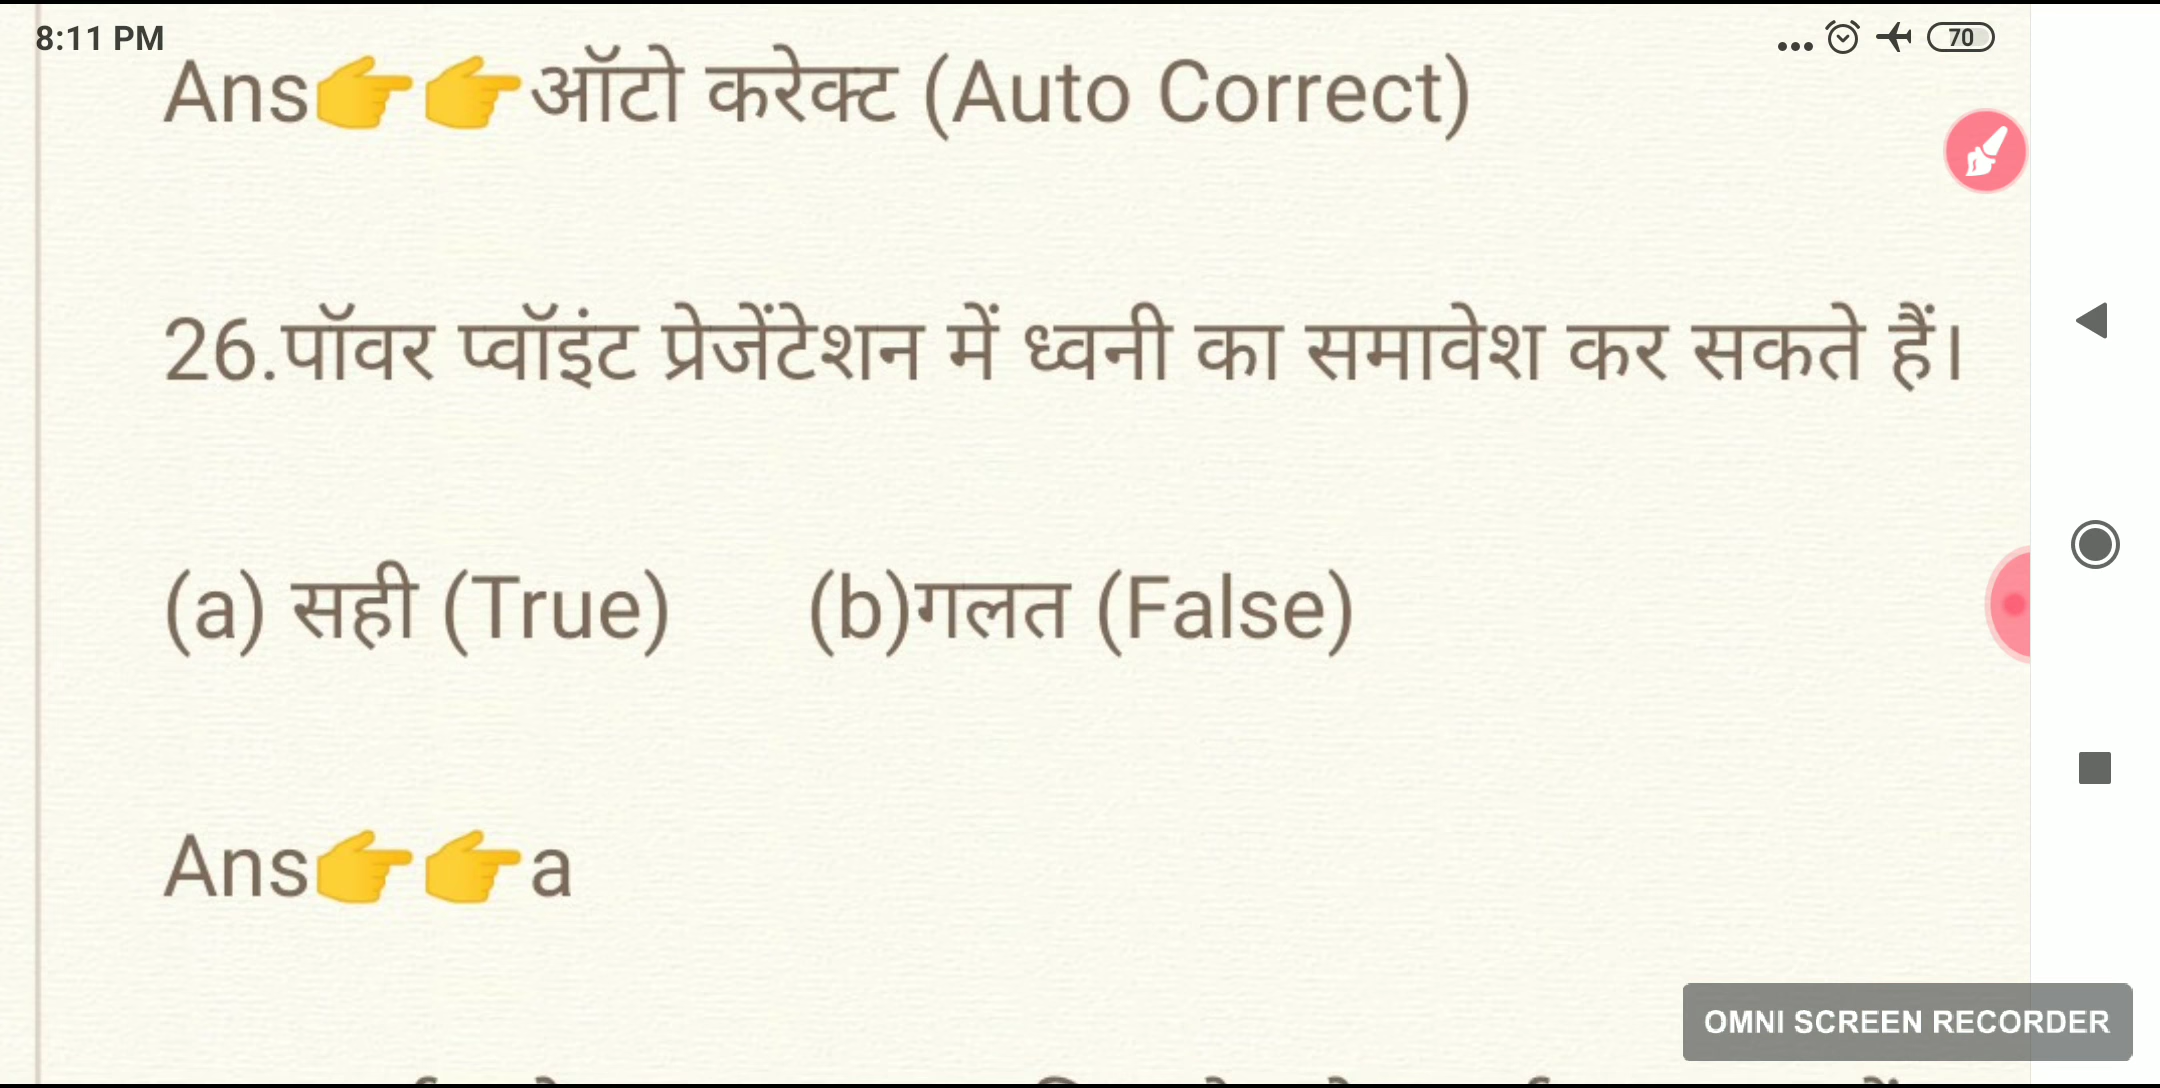 8:11 PM
70
Ans👉👉ऑटो करेक्ट (Auto Correct)
26.पॉवर प्वॉइंट प्रेजेंटेशन में ध्वनी का समावेश कर सकते हैं।
(a) सही (True) (b)गलत (False)
Ans👉👉a
OMNI SCREEN RECORDER